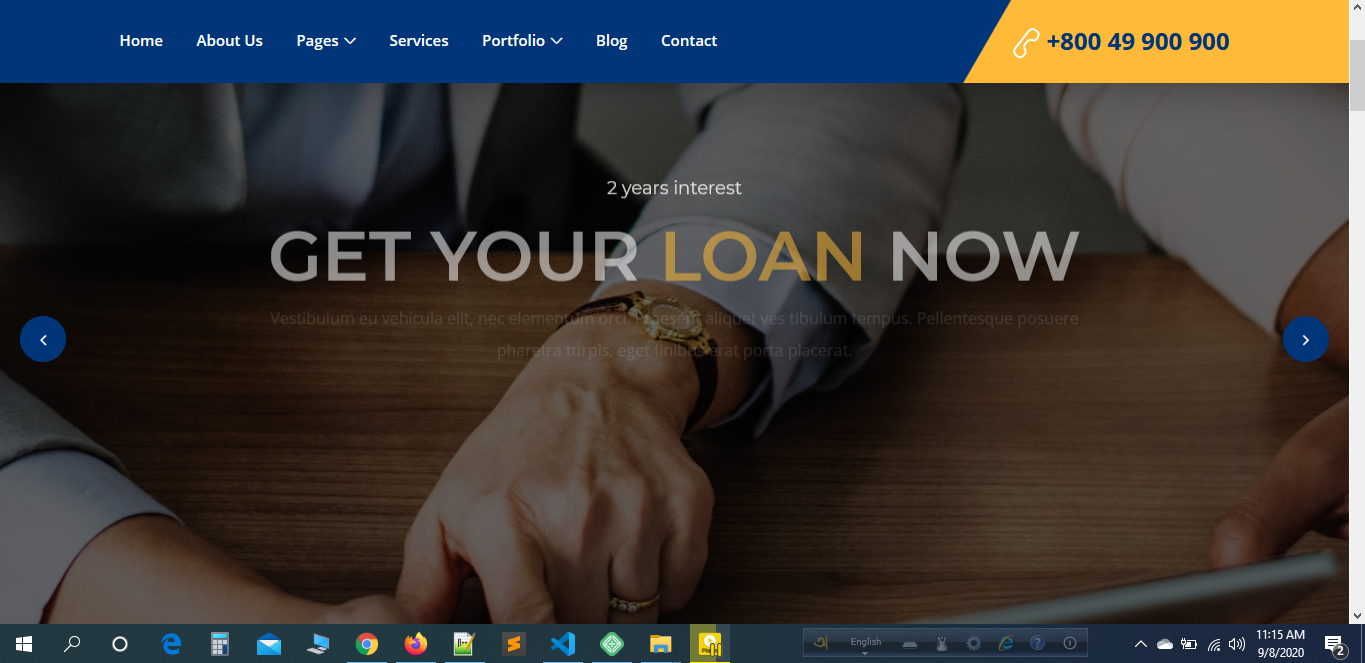 Home About Us Pages Services Portfolio Blog Contact
+800 49 900 900
2 years interest
GET YOUR LOAN NOW
Vestibulum eu vehicula elit, nec elementum orci. Praesent aliquet ves tibulum tempus. Pellentesque posuere
pharetra turpis, eget finibus erat porta placerat.
English
11:15 AM
9/8/2020
2